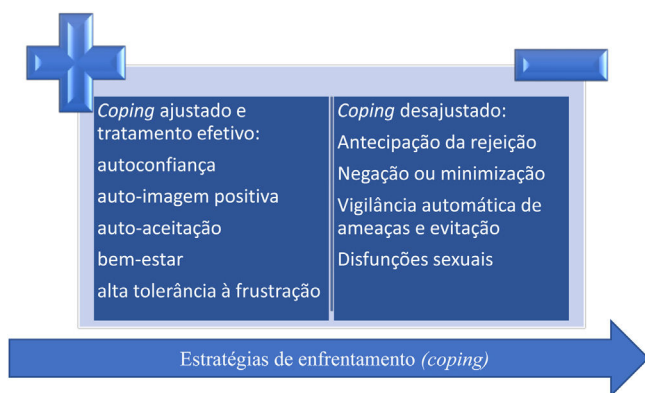 Coping ajustado e
tratamento efetivo:
autoconfiança
auto-imagem positiva
auto-aceitação
bem-estar
alta tolerância à frustração
Coping desajustado:
Antecipação da rejeição
Negação ou minimização
Vigilância automática de
ameaças e evitação
Disfunções sexuais
Estratégias de enfrentamento (coping)